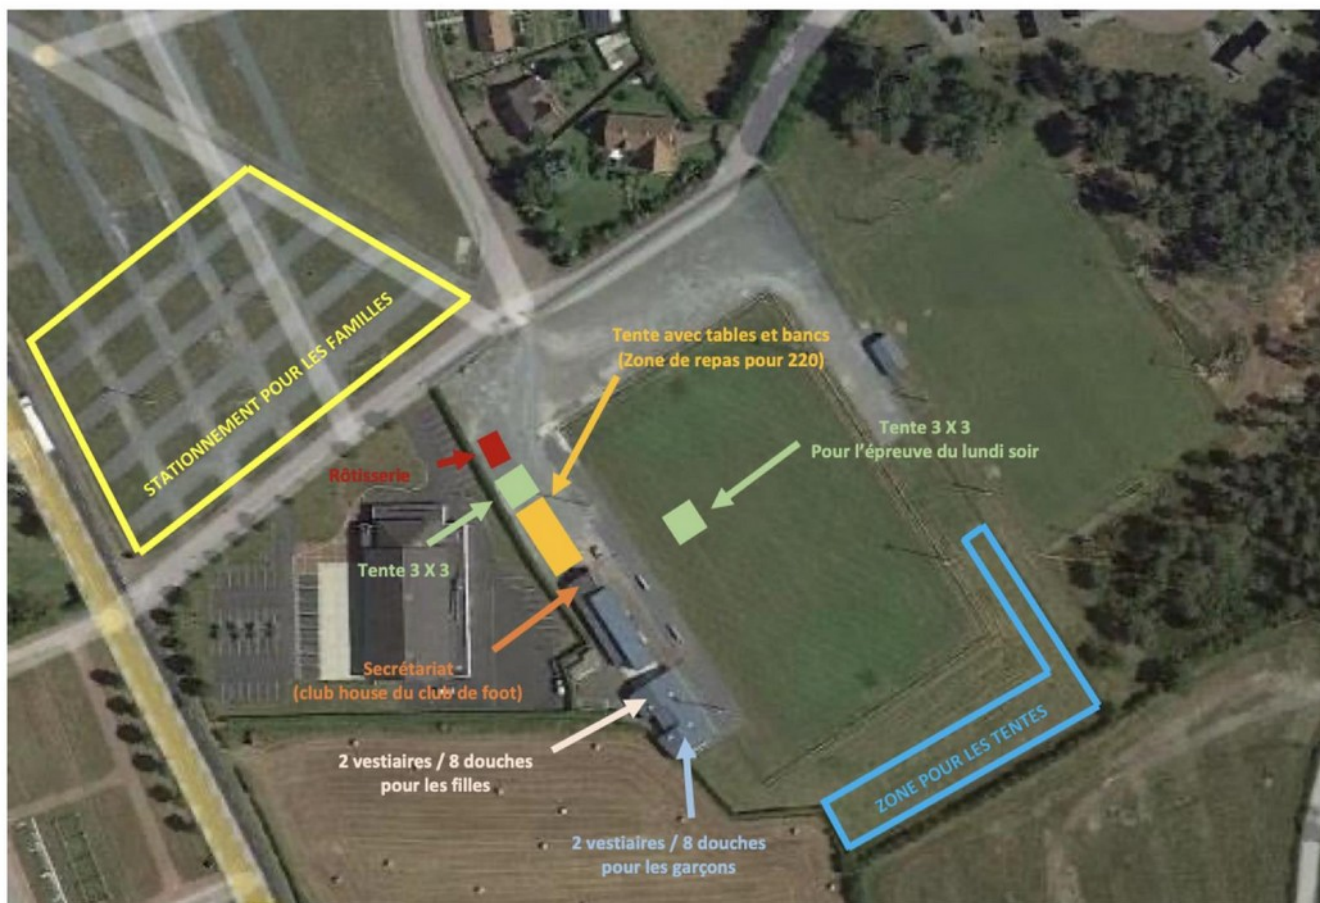 STATIONNEMENT POUR LES FAMILLES
Tente avec tables et bancs
(Zone de repas pour 220)
Tente 3 X 3
Pour l'épreuve du lundi soir
Rôtisserie
Tente 3 X 3
Secrétariat
(club house du club de foot)
2 vestiaires / 8 douches
pour les filles
ZONE POUR LES TENTES
2 vestiaires / 8 douches
pour les garçons